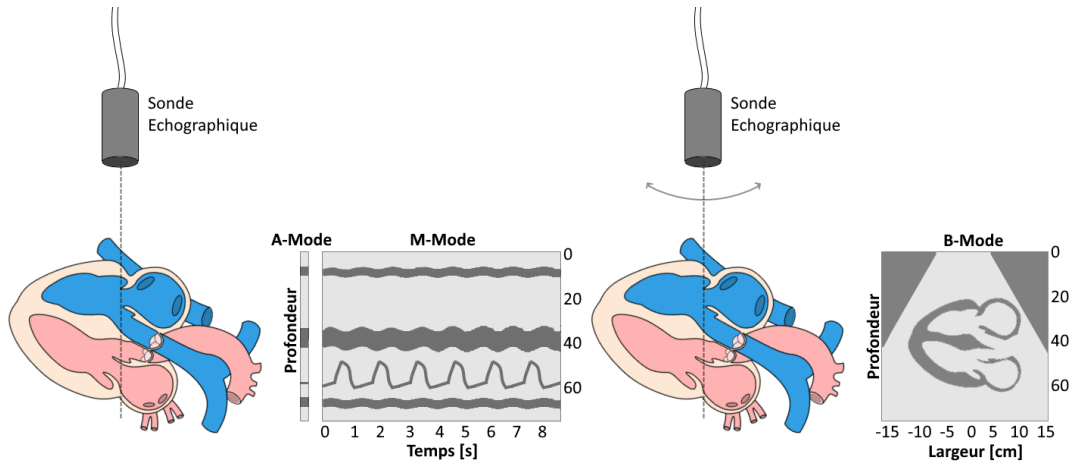 Sonde
Echographique
A-Mode
M-Mode
Profondeur
0
20
40
60
0 1 2 3 4 5 6 7 8
Temps [s]
Sonde
Echographique
B-Mode
Profondeur
0
20
40
60
-15 -10 -5 0 5 10 15
Largeur [cm]